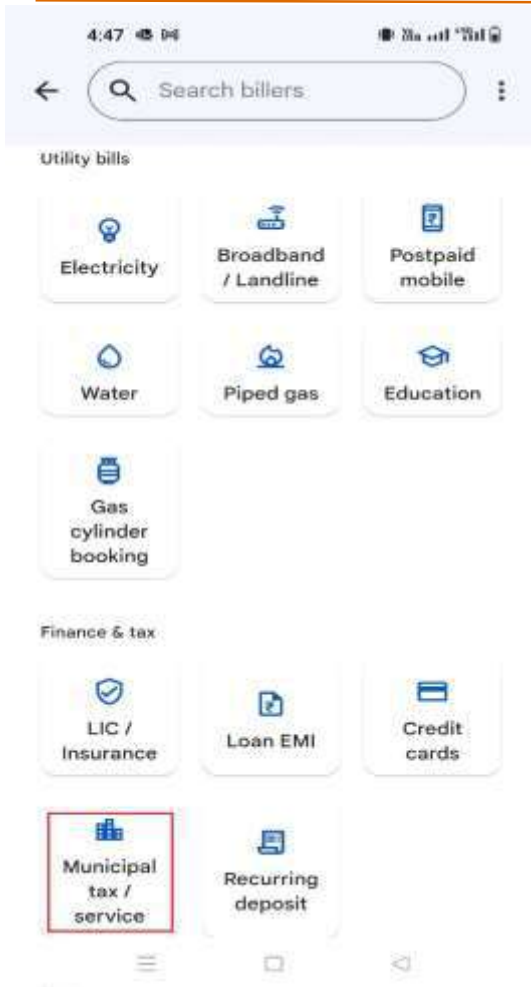 4:47
Search billers
Utility bills
Electricity
Broadband
/ Landline
Postpaid
mobile
Water
Piped gas
Education
Gas
cylinder
booking
Finance & tax
LIC /
Insurance
Loan EMI
Credit
cards
Municipal
tax /
service
Recurring
deposit